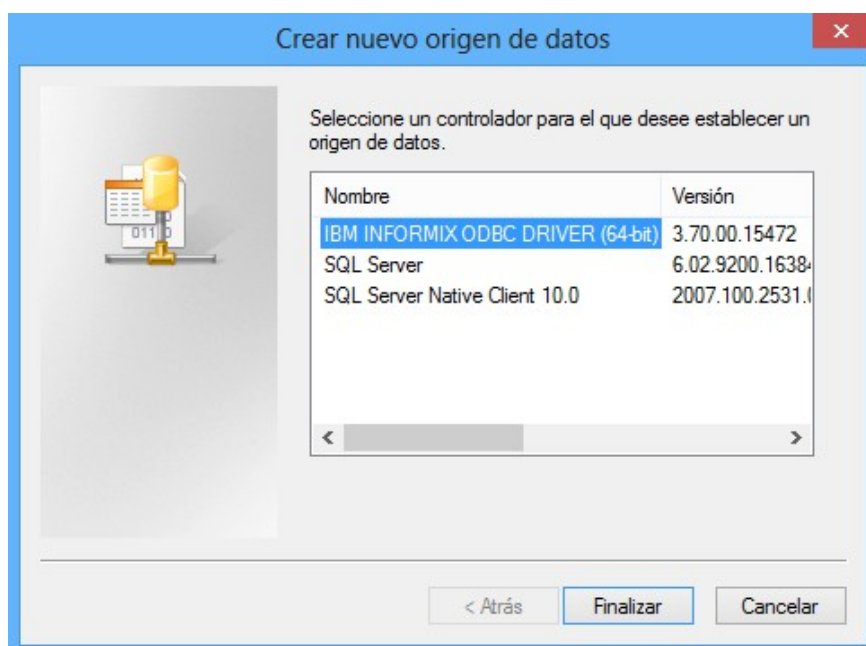 Crear nuevo origen de datos
Seleccione un controlador para el que desee establecer un
origen de datos.
Nombre Versión
IBM INFORMIX ODBC DRIVER (64-bit) 3.70.00.15472
SQL Server 6.02.9200.16384
SQL Server Native Client 10.0 2007.100.2531.0
< Atrás Finalizar Cancelar